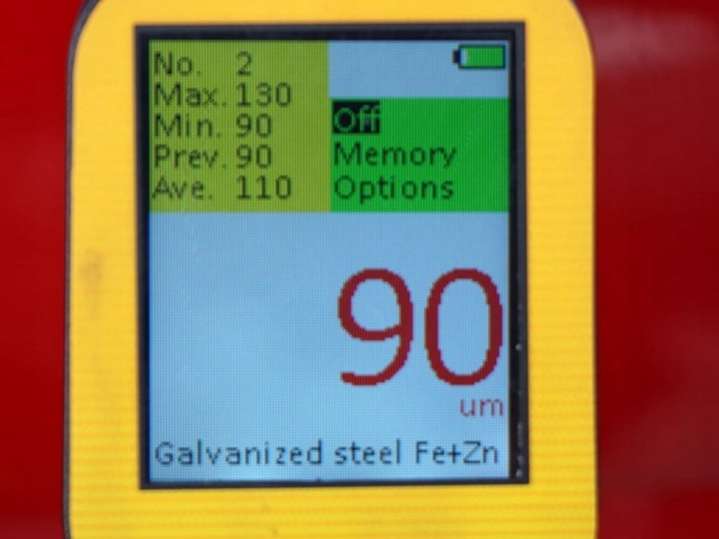 No. 2
Max. 130
Min. 90
Prev. 90
Ave. 110
Off
Memory
Options
90
um
Galvanized steel Fe+Zn